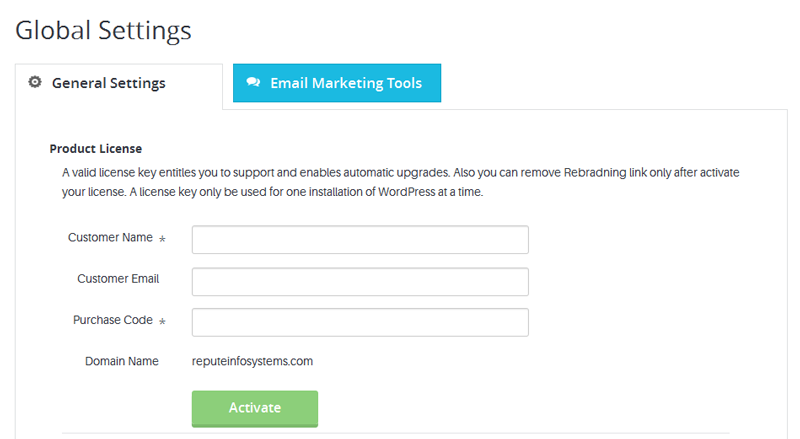 Global Settings
General Settings
Email Marketing Tools
Product License
A valid license key entitles you to support and enables automatic upgrades. Also you can remove Rebradning link only after activate
your license. A license key only be used for one installation of WordPress at a time.
Customer Name *
Customer Email
Purchase Code *
Domain Name reputeinfosystems.com
Activate